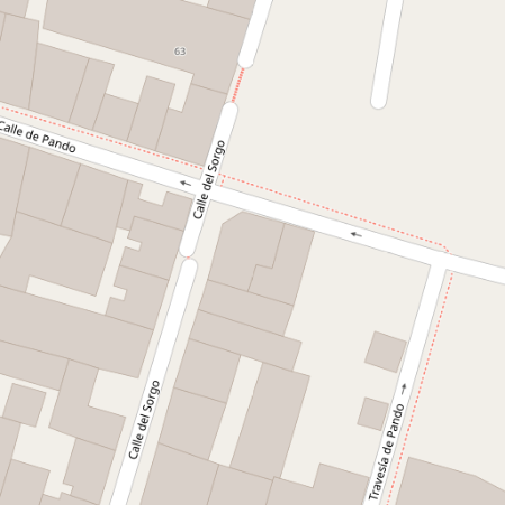 63
Calle de Pando
Calle del Sorgo
Calle del Sorgo
Travesía de Pando